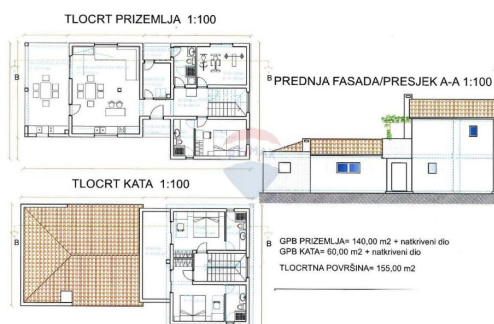 TLOCRT PRIZEMLJA 1:100
B
B
PREDNJA FASADA/PRESJEK A-A 1:100
TLOCRT KATA 1:100
B
B
GPB PRIZEMLJA= 140,00 m2 + natkriveni dio
GPB KATA= 60,00 m2 + natkriveni dio
TLOCRTNA POVRŠINA= 155,00 m2